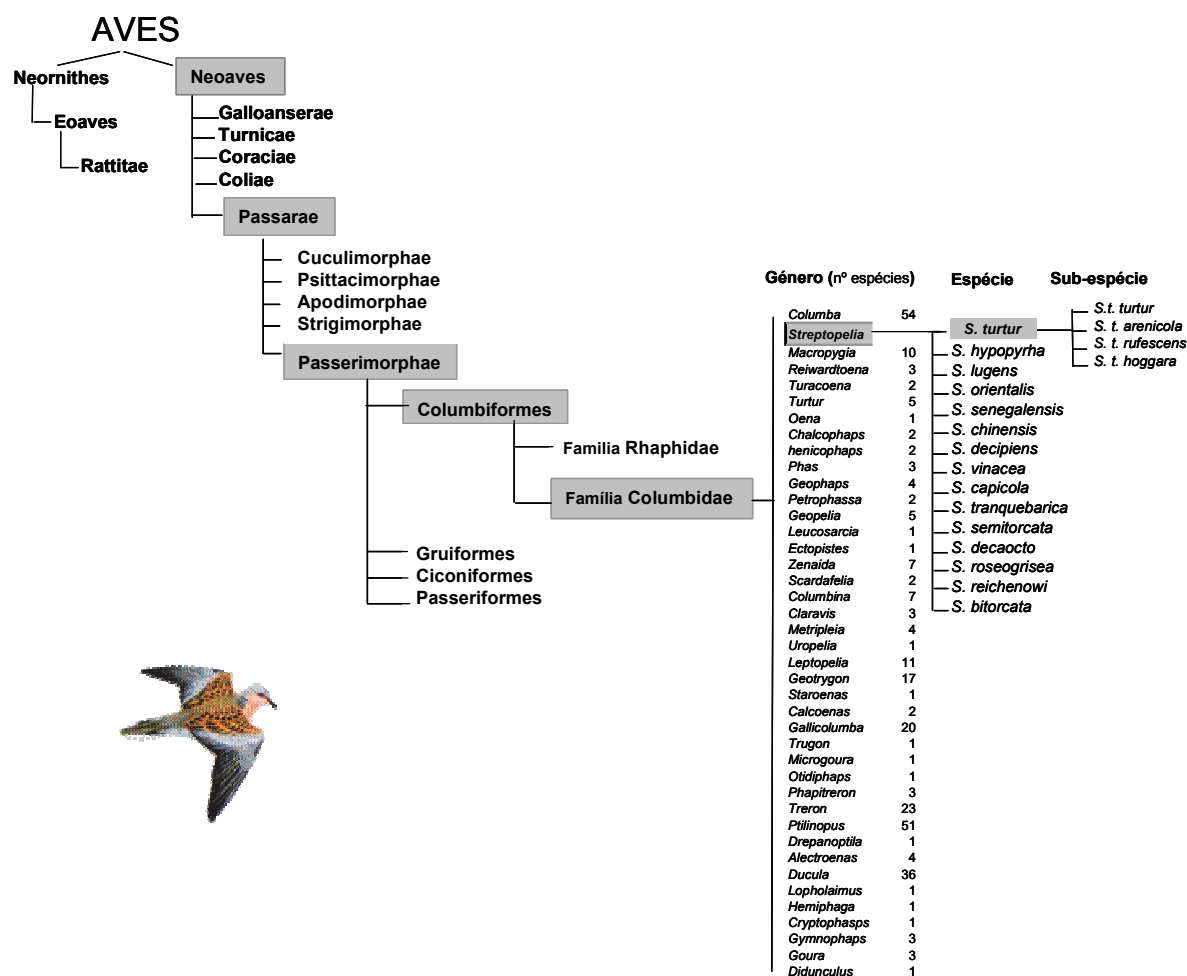 AVES
Neornithes
Neoaves
Eoaves
Rattitae
Galloanserae
Turnicae
Coraciae
Coliae
Passarae
Cuculimorphae
Psittacimorphae
Apodimorphae
Strigimorphae
Passerimorphae
Columbiformes
Familia Rhaphidae
Família Columbidae
Gruiformes
Ciconiformes
Passeriformes
Género (nº espécies)
Columba 54
Streptopelia
Macropygia 10
Reiwardtoena 3
Turacoena 2
Turtur 5
Oena 1
Chalcophaps 2
henicophaps 2
Phas 3
Geophaps 4
Petrophassa 2
Geopelia 5
Leucosarcia 1
Ectopistes 1
Zenaida 7
Scardafelia 2
Columbina 7
Claravis 3
Metripleia 4
Uropelia 1
Leptopelia 11
Geotrygon 17
Staroenas 1
Calcoenas 2
Gallicolumba 20
Trugon 1
Microgoura 1
Otidiphaps 1
Phapitreron 3
Treron 23
Ptilinopus 51
Drepanoptila 1
Alectroenas 4
Ducula 36
Lopholaimus 1
Hemiphaga 1
Cryptophasps 1
Gymnophaps 3
Goura 3
Didunculus 1
Espécie
S. turtur
S. hypopyrha
S. lugens
S. orientalis
S. senegalensis
S. chinensis
S. decipiens
S. vinacea
S. capicola
S. tranquebarica
S. semitorcata
S. decaocto
S. roseogrisea
S. reichenowi
S. bitorcata
Sub-espécie
S.t. turtur
S. t. arenicola
S. t. rufescens
S. t. hoggara